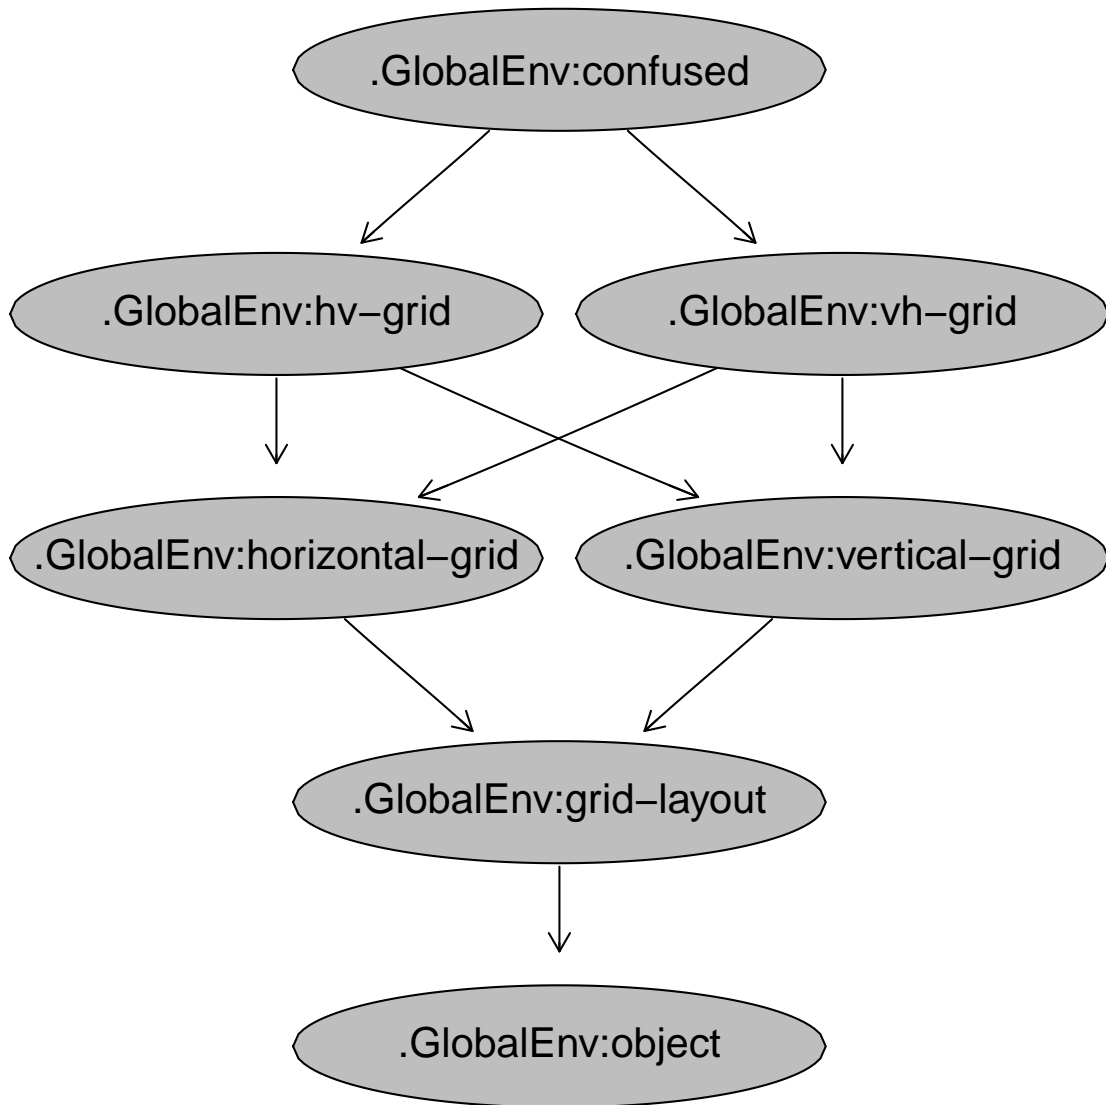 .GlobalEnv:confused
.GlobalEnv:hv−grid
.GlobalEnv:vh−grid
.GlobalEnv:horizontal−grid
.GlobalEnv:vertical−grid
.GlobalEnv:grid−layout
.GlobalEnv:object